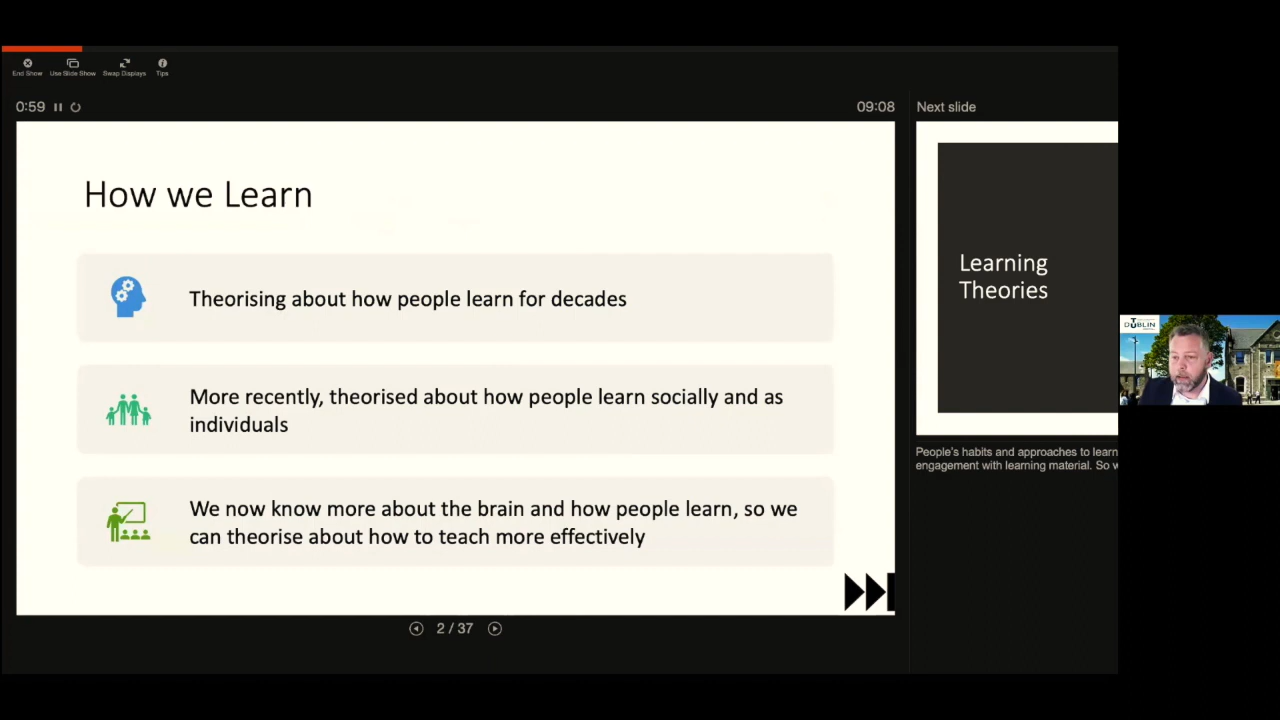 End Show
Use Slide Show
Swap Displays
Tips
0:59
09:08
Next slide
How we Learn
Theorising about how people learn for decades
More recently, theorised about how people learn socially and as
individuals
We now know more about the brain and how people learn, so we
can theorise about how to teach more effectively
2 / 37
Learning
Theories
People's habits and approaches to learn
engagement with learning material. So w
DUBLIN